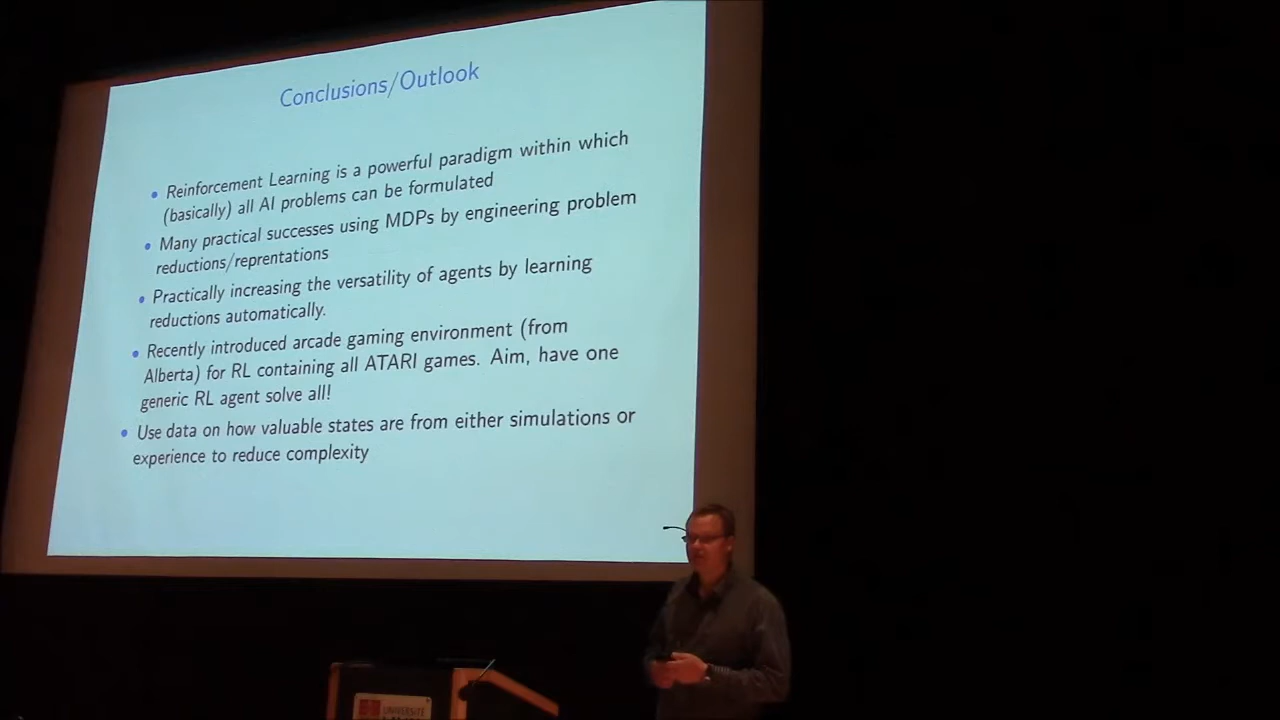 Conclusions/Outlook
• Reinforcement Learning is a powerful paradigm within which
(basically) all AI problems can be formulated
• Many practical successes using MDPs by engineering problem
reductions/reprentations
• Practically increasing the versatility of agents by learning
reductions automatically.
• Recently introduced arcade gaming environment (from
Alberta) for RL containing all ATARI games. Aim, have one
generic RL agent solve all!
• Use data on how valuable states are from either simulations or
experience to reduce complexity
UNIVERSITÉ